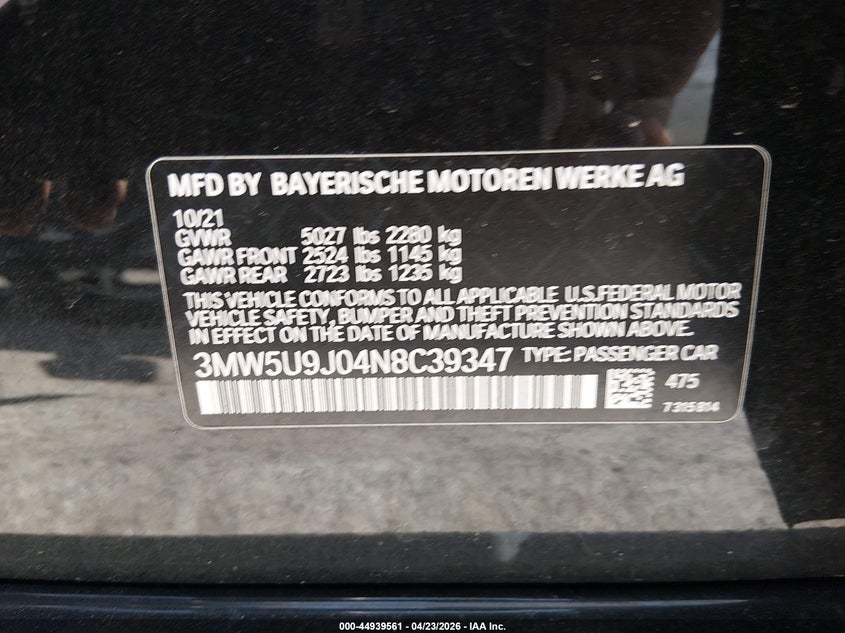 MFD BY BAYERISCHE MOTOREN WERKE AG
10/21
GVWR 5027 lbs 2280 kg
GAWR FRONT 2524 lbs 1145 kg
GAWR REAR 2723 lbs 1235 kg
THIS VEHICLE CONFORMS TO ALL APPLICABLE U.S.FEDERAL MOTOR
VEHICLE SAFETY, BUMPER AND THEFT PREVENTION STANDARDS
IN EFFECT ON THE DATE OF MANUFACTURE SHOWN ABOVE.
3MW5U9J04N8C39347 TYPE: PASSENGER CAR
475
7315814
000-44939561 - 04/23/2026 - IAA Inc.